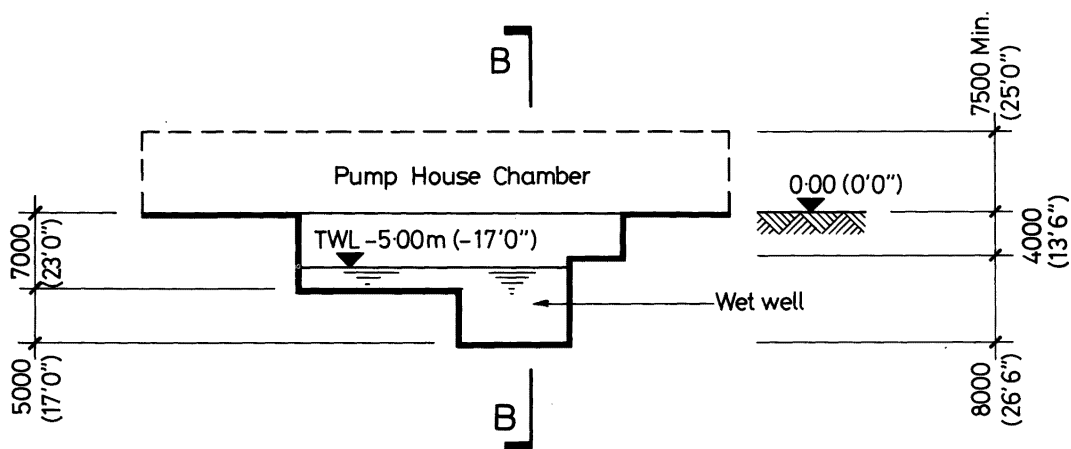 B
7500 Min.
(25'0")
Pump House Chamber
0·00 (0'0")
7000
(23'0")
TWL -5·00m (-17'0")
4000
(13'6")
Wet well
5000
(17'0")
8000
(26'6")
B